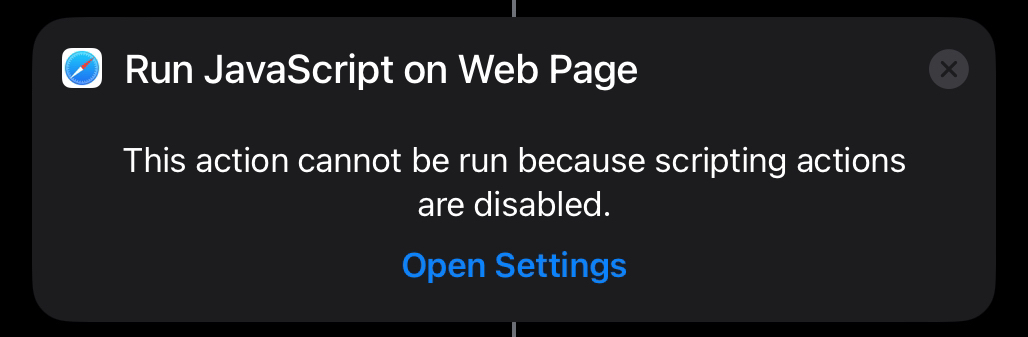 Run JavaScript on Web Page
This action cannot be run because scripting actions
are disabled.
Open Settings